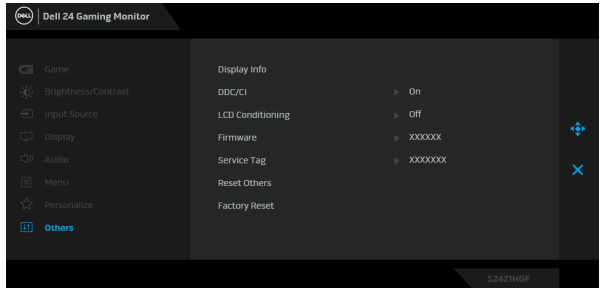 DELL Dell 24 Gaming Monitor
Game
Brightness/Contrast
Input Source
Display
Audio
Menu
Personalize
Others
Display Info
DDC/CI On
LCD Conditioning Off
Firmware XXXXXX
Service Tag XXXXXXX
Reset Others
Factory Reset
S2421HGF